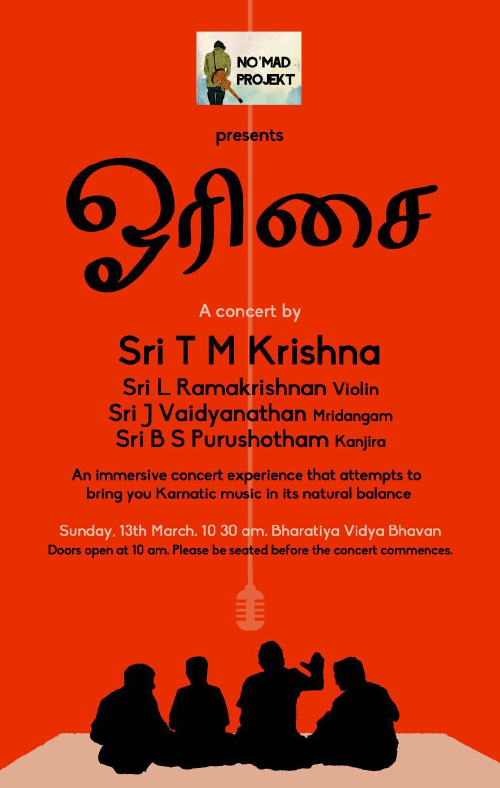 NO'MAD
PROJEKT
presents
ஓரிசை
A concert by
Sri T M Krishna
Sri L Ramakrishnan Violin
Sri J Vaidyanathan Mridangam
Sri B S Purushotham Kanjira
An immersive concert experience that attempts to
bring you Karnatic music in its natural balance
Sunday, 13th March. 10 30 am. Bharatiya Vidya Bhavan
Doors open at 10 am. Please be seated before the concert commences.